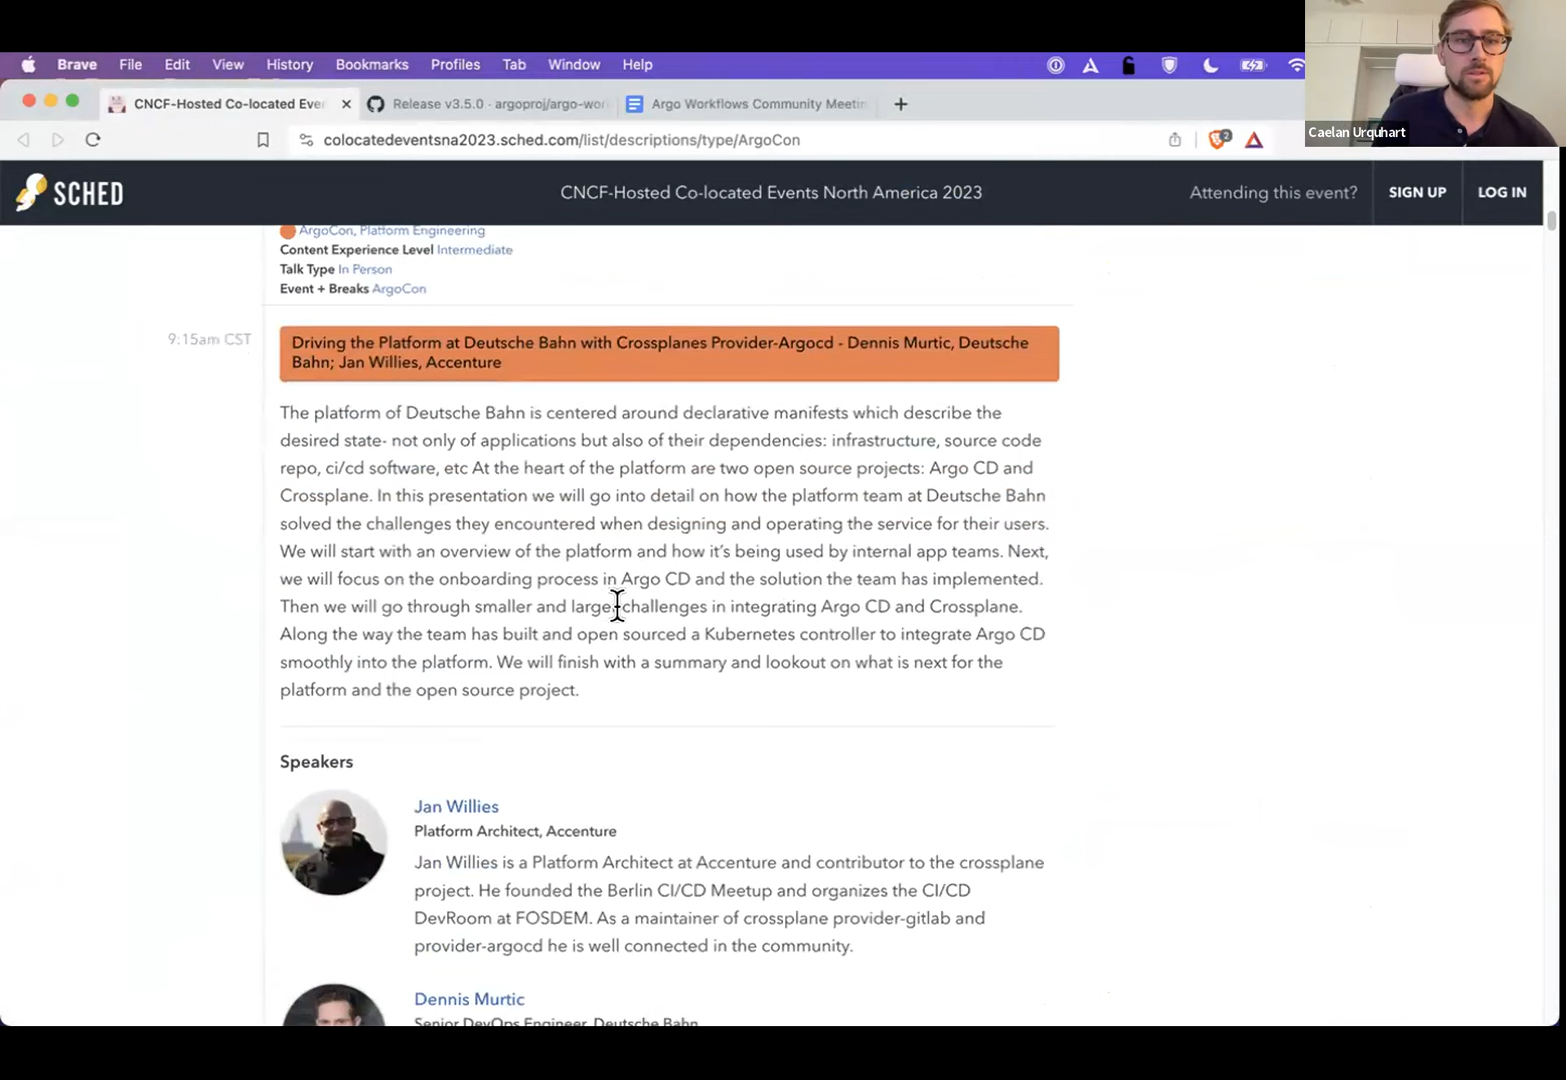 Brave File Edit View History Bookmarks Profiles Tab Window Help
CNCF-Hosted Co-located Eve
Release v3.5.0 · argoproj/argo-wor
Argo Workflows Community Meetin
colocatedeventsna2023.sched.com/list/descriptions/type/ArgoCon
2
Caelan Urquhart
SCHED
CNCF-Hosted Co-located Events North America 2023
Attending this event?
SIGN UP
LOG IN
ArgoCon, Platform Engineering
Content Experience Level Intermediate
Talk Type In Person
Event + Breaks ArgoCon
9:15am CST
Driving the Platform at Deutsche Bahn with Crossplanes Provider-Argocd - Dennis Murtic, Deutsche
Bahn; Jan Willies, Accenture
The platform of Deutsche Bahn is centered around declarative manifests which describe the
desired state- not only of applications but also of their dependencies: infrastructure, source code
repo, ci/cd software, etc At the heart of the platform are two open source projects: Argo CD and
Crossplane. In this presentation we will go into detail on how the platform team at Deutsche Bahn
solved the challenges they encountered when designing and operating the service for their users.
We will start with an overview of the platform and how it's being used by internal app teams. Next,
we will focus on the onboarding process in Argo CD and the solution the team has implemented.
Then we will go through smaller and large challenges in integrating Argo CD and Crossplane.
Along the way the team has built and open sourced a Kubernetes controller to integrate Argo CD
smoothly into the platform. We will finish with a summary and lookout on what is next for the
platform and the open source project.
Speakers
Jan Willies
Platform Architect, Accenture
Jan Willies is a Platform Architect at Accenture and contributor to the crossplane
project. He founded the Berlin CI/CD Meetup and organizes the CI/CD
DevRoom at FOSDEM. As a maintainer of crossplane provider-gitlab and
provider-argocd he is well connected in the community.
Dennis Murtic
Senior DevOps Engineer, Deutsche Bahn